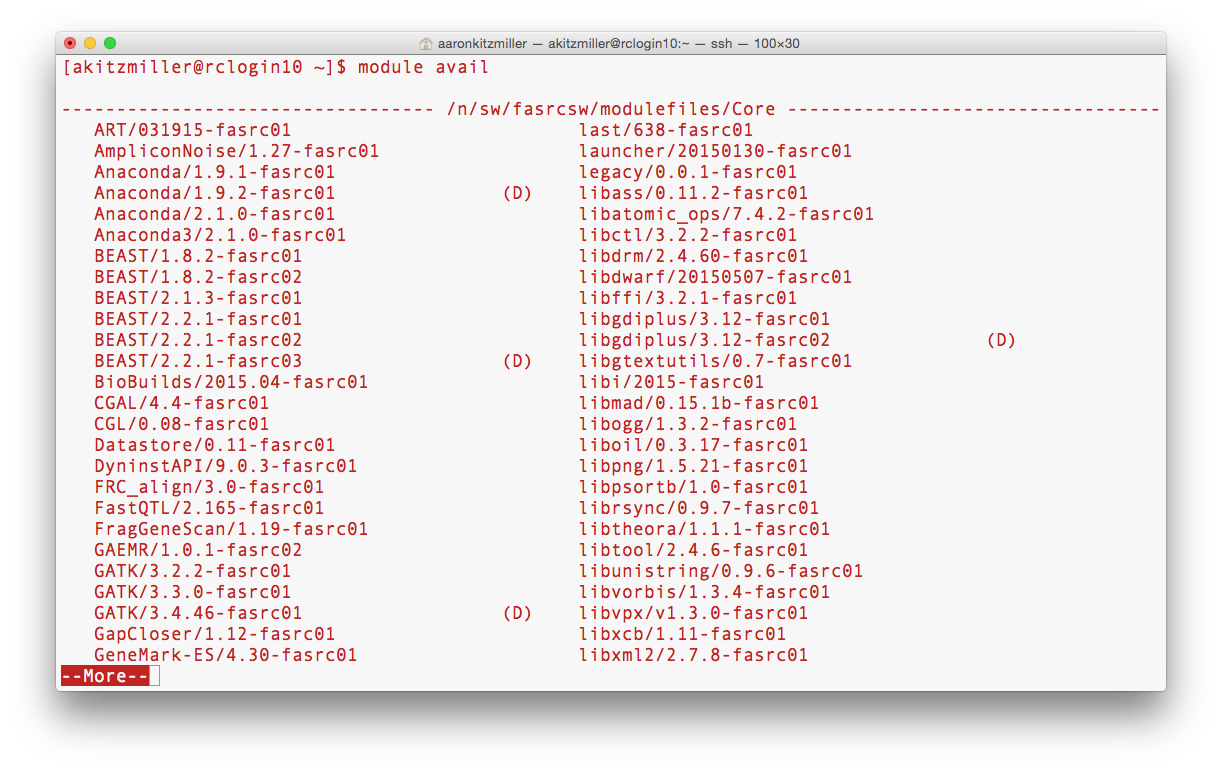 aaronkitzmiller — akitzmiller@rclogin10:~ — ssh — 100×30
[akitzmiller@rclogin10 ~]$ module avail
---------------------------------- /n/sw/fasrcsw/modulefiles/Core ----------------------------------
ART/031915-fasrc01 last/638-fasrc01
AmpliconNoise/1.27-fasrc01 launcher/20150130-fasrc01
Anaconda/1.9.1-fasrc01 legacy/0.0.1-fasrc01
Anaconda/1.9.2-fasrc01 (D) libass/0.11.2-fasrc01
Anaconda/2.1.0-fasrc01 libatomic_ops/7.4.2-fasrc01
Anaconda3/2.1.0-fasrc01 libctl/3.2.2-fasrc01
BEAST/1.8.2-fasrc01 libdrm/2.4.60-fasrc01
BEAST/1.8.2-fasrc02 libdwarf/20150507-fasrc01
BEAST/2.1.3-fasrc01 libffi/3.2.1-fasrc01
BEAST/2.2.1-fasrc01 libgdiplus/3.12-fasrc01
BEAST/2.2.1-fasrc02 libgdiplus/3.12-fasrc02 (D)
BEAST/2.2.1-fasrc03 (D) libgtextutils/0.7-fasrc01
BioBuilds/2015.04-fasrc01 libi/2015-fasrc01
CGAL/4.4-fasrc01 libmad/0.15.1b-fasrc01
CGL/0.08-fasrc01 libogg/1.3.2-fasrc01
Datastore/0.11-fasrc01 liboil/0.3.17-fasrc01
DyninstAPI/9.0.3-fasrc01 libpng/1.5.21-fasrc01
FRC_align/3.0-fasrc01 libpsortb/1.0-fasrc01
FastQTL/2.165-fasrc01 librsync/0.9.7-fasrc01
FragGeneScan/1.19-fasrc01 libtheora/1.1.1-fasrc01
GAEMR/1.0.1-fasrc02 libtool/2.4.6-fasrc01
GATK/3.2.2-fasrc01 libunistring/0.9.6-fasrc01
GATK/3.3.0-fasrc01 libvorbis/1.3.4-fasrc01
GATK/3.4.46-fasrc01 (D) libvpx/v1.3.0-fasrc01
GapCloser/1.12-fasrc01 libxcb/1.11-fasrc01
GeneMark-ES/4.30-fasrc01 libxml2/2.7.8-fasrc01
--More--